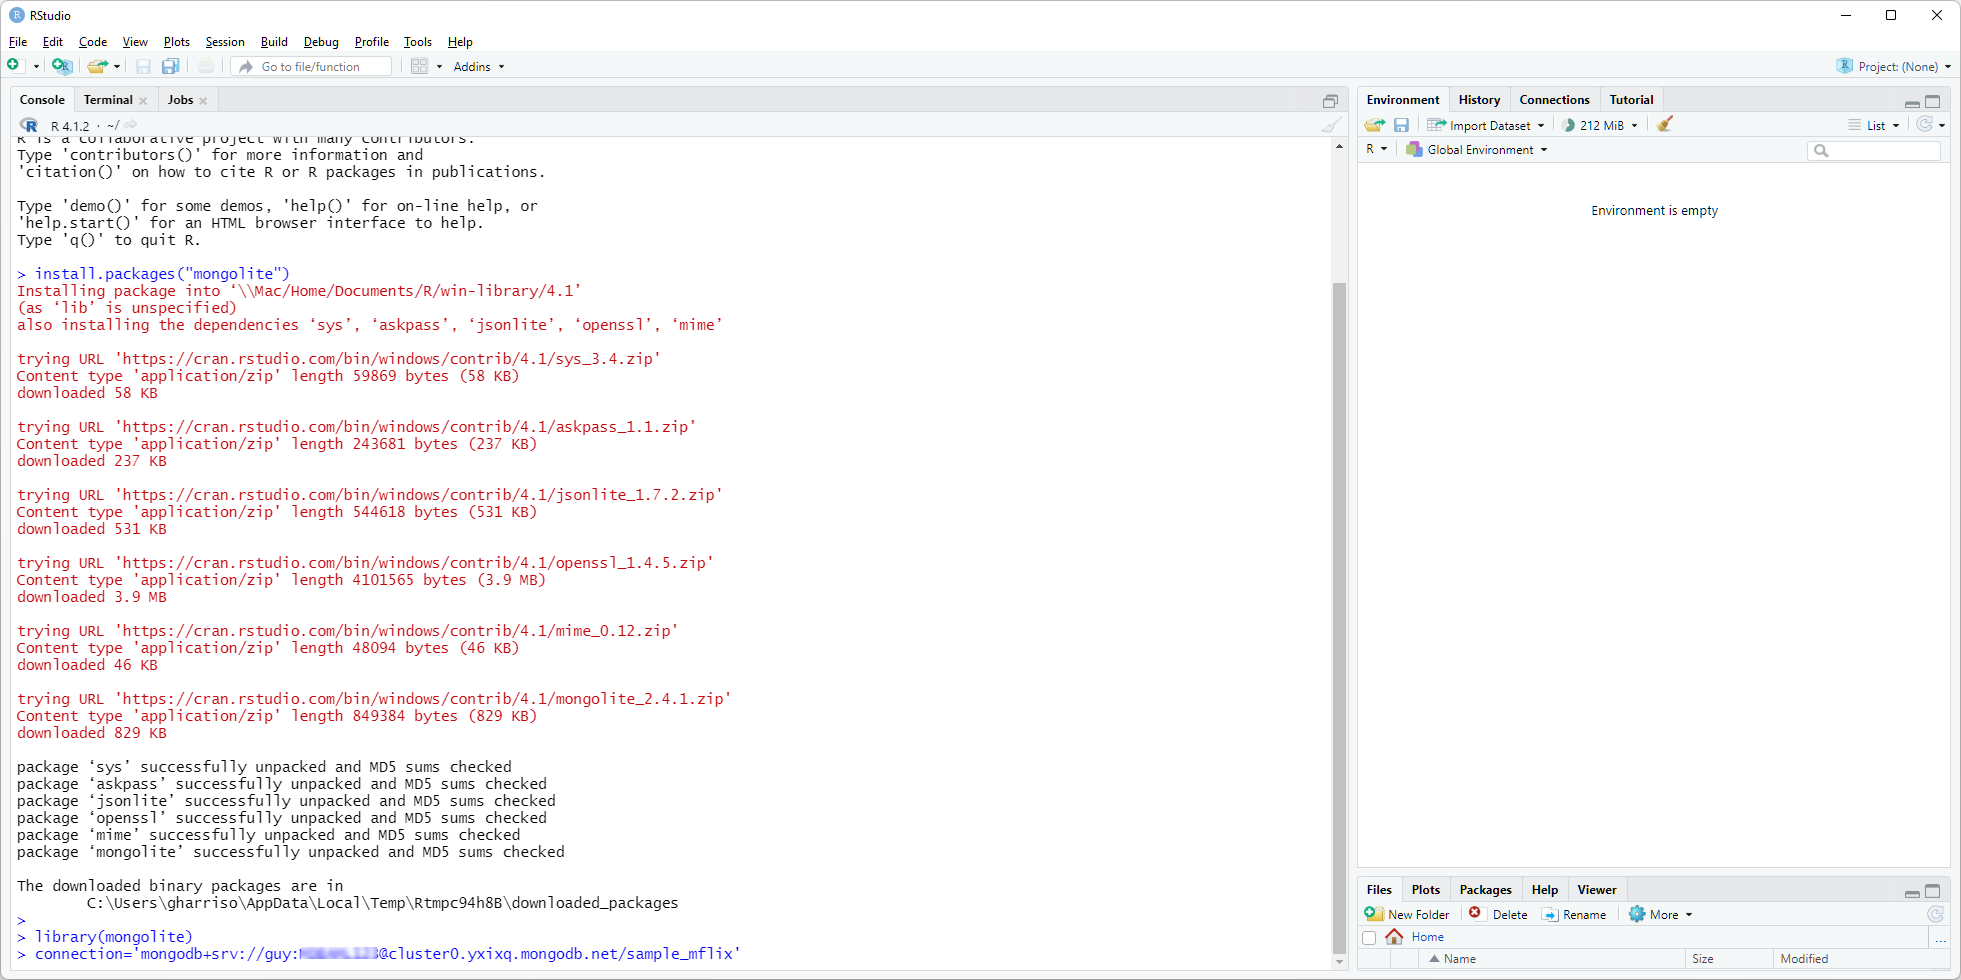 RStudio
File Edit Code View Plots Session Build Debug Profile Tools Help
Go to file/function Addins Project: (None)
Console Terminal Jobs
R 4.1.2 · ~/
R is a collaborative project with many contributors.
Type 'contributors()' for more information and
'citation()' on how to cite R or R packages in publications.
Type 'demo()' for some demos, 'help()' for on-line help, or
'help.start()' for an HTML browser interface to help.
Type 'q()' to quit R.
> install.packages("mongolite")
Installing package into ‘\\Mac/Home/Documents/R/win-library/4.1’
(as ‘lib’ is unspecified)
also installing the dependencies ‘sys’, ‘askpass’, ‘jsonlite’, ‘openssl’, ‘mime’
trying URL 'https://cran.rstudio.com/bin/windows/contrib/4.1/sys_3.4.zip'
Content type 'application/zip' length 59869 bytes (58 KB)
downloaded 58 KB
trying URL 'https://cran.rstudio.com/bin/windows/contrib/4.1/askpass_1.1.zip'
Content type 'application/zip' length 243681 bytes (237 KB)
downloaded 237 KB
trying URL 'https://cran.rstudio.com/bin/windows/contrib/4.1/jsonlite_1.7.2.zip'
Content type 'application/zip' length 544618 bytes (531 KB)
downloaded 531 KB
trying URL 'https://cran.rstudio.com/bin/windows/contrib/4.1/openssl_1.4.5.zip'
Content type 'application/zip' length 4101565 bytes (3.9 MB)
downloaded 3.9 MB
trying URL 'https://cran.rstudio.com/bin/windows/contrib/4.1/mime_0.12.zip'
Content type 'application/zip' length 48094 bytes (46 KB)
downloaded 46 KB
trying URL 'https://cran.rstudio.com/bin/windows/contrib/4.1/mongolite_2.4.1.zip'
Content type 'application/zip' length 849384 bytes (829 KB)
downloaded 829 KB
package ‘sys’ successfully unpacked and MD5 sums checked
package ‘askpass’ successfully unpacked and MD5 sums checked
package ‘jsonlite’ successfully unpacked and MD5 sums checked
package ‘openssl’ successfully unpacked and MD5 sums checked
package ‘mime’ successfully unpacked and MD5 sums checked
package ‘mongolite’ successfully unpacked and MD5 sums checked
The downloaded binary packages are in
C:\Users\gharriso\AppData\Local\Temp\Rtmpc94h8B\downloaded_packages
>
> library(mongolite)
> connection='mongodb+srv://guy: @cluster0.yxixq.mongodb.net/sample_mflix'
Environment History Connections Tutorial
Import Dataset 212 MiB List
R Global Environment
Environment is empty
Files Plots Packages Help Viewer
New Folder Delete Rename More
Home ...
Name Size Modified